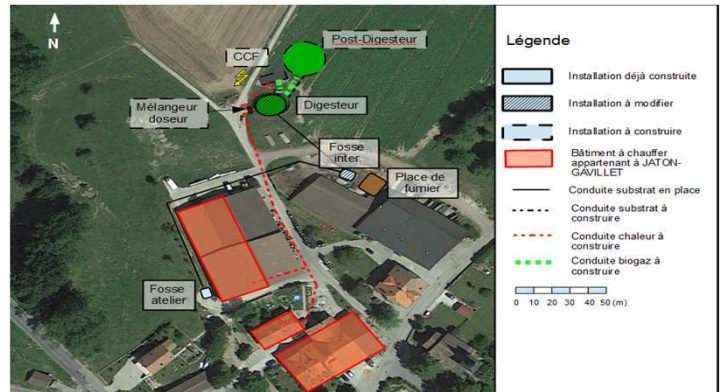 N
CCF
Post-Digesteur
Mélangeur
doseur
Digesteur
Fosse
inter.
Place de
fumier
Fosse
atelier
Légende
Installation déjà construite
Installation à modifier
Installation à construire
Bâtiment à chauffer
appartenant à JATON-
GAVILLET
Conduite substrat en place
Conduite substrat à
construire
Conduite chaleur à
construire
Conduite biogaz à
construire
0 10 20 30 40 50 (m)